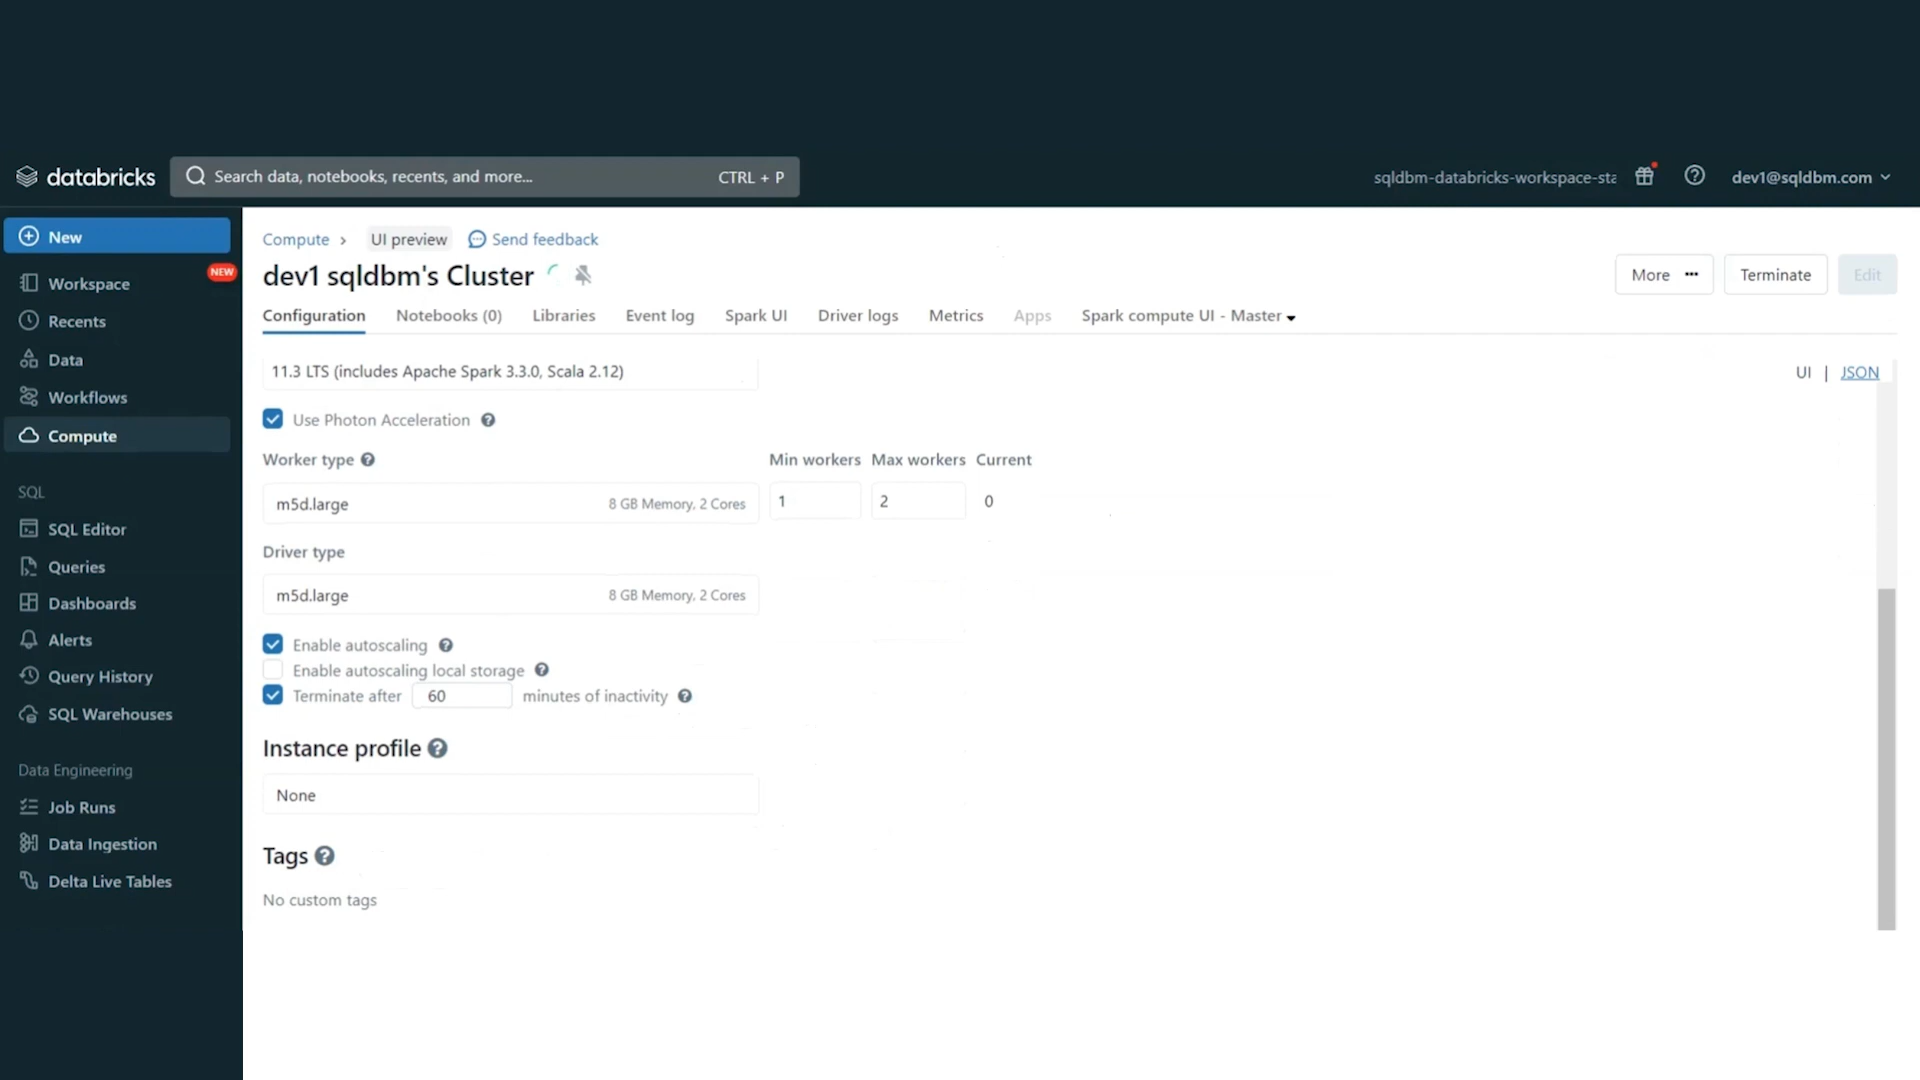 databricks
Search data, notebooks, recents, and more... CTRL + P
sqldbm-databricks-workspace-sta
dev1@sqldbm.com
New
Workspace NEW
Recents
Data
Workflows
Compute
SQL
SQL Editor
Queries
Dashboards
Alerts
Query History
SQL Warehouses
Data Engineering
Job Runs
Data Ingestion
Delta Live Tables
Compute > UI preview Send feedback
dev1 sqldbm's Cluster
More ... Terminate Edit
Configuration Notebooks (0) Libraries Event log Spark UI Driver logs Metrics Apps Spark compute UI - Master
11.3 LTS (includes Apache Spark 3.3.0, Scala 2.12)
UI | JSON
Use Photon Acceleration
Worker type Min workers Max workers Current
m5d.large 8 GB Memory, 2 Cores 1 2 0
Driver type
m5d.large 8 GB Memory, 2 Cores
Enable autoscaling
Enable autoscaling local storage
Terminate after 60 minutes of inactivity
Instance profile
None
Tags
No custom tags